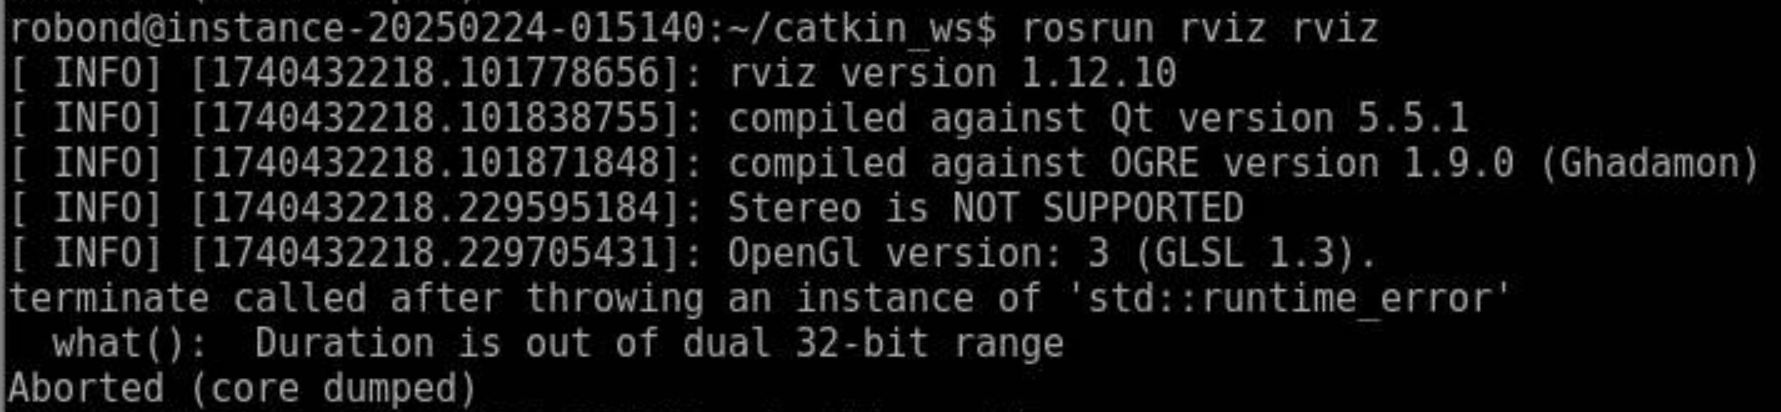 robond@instance-20250224-015140:~/catkin_ws$ rosrun rviz rviz
[ INFO] [1740432218.101778656]: rviz version 1.12.10
[ INFO] [1740432218.101838755]: compiled against Qt version 5.5.1
[ INFO] [1740432218.101871848]: compiled against OGRE version 1.9.0 (Ghadamon)
[ INFO] [1740432218.229595184]: Stereo is NOT SUPPORTED
[ INFO] [1740432218.229705431]: OpenGl version: 3 (GLSL 1.3).
terminate called after throwing an instance of 'std::runtime_error'
  what():  Duration is out of dual 32-bit range
Aborted (core dumped)